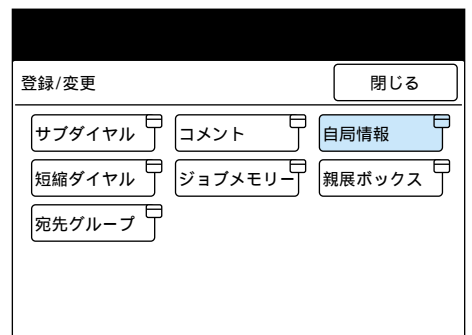 登録/変更 閉じる
サブダイヤル コメント 自局情報
短縮ダイヤル ジョブメモリー 親展ボックス
宛先グループ